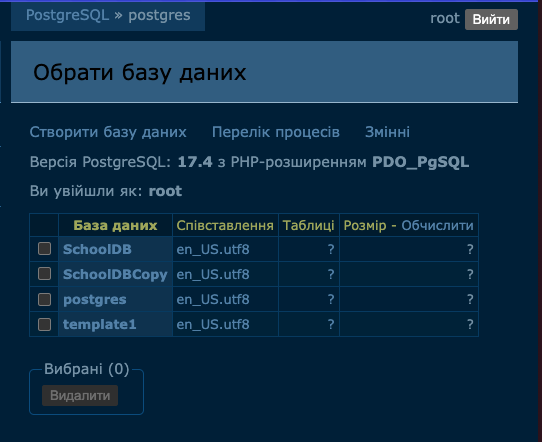 PostgreSQL » postgres
root Вийти
Обрати базу даних
Створити базу даних Перелік процесів Змінні
Версія PostgreSQL: 17.4 з PHP-розширенням PDO_PgSQL
Ви увійшли як: root
База даних Співставлення Таблиці Розмір - Обчислити
SchoolDB en_US.utf8 ? ?
SchoolDBCopy en_US.utf8 ? ?
postgres en_US.utf8 ? ?
template1 en_US.utf8 ? ?
Вибрані (0)
Видалити